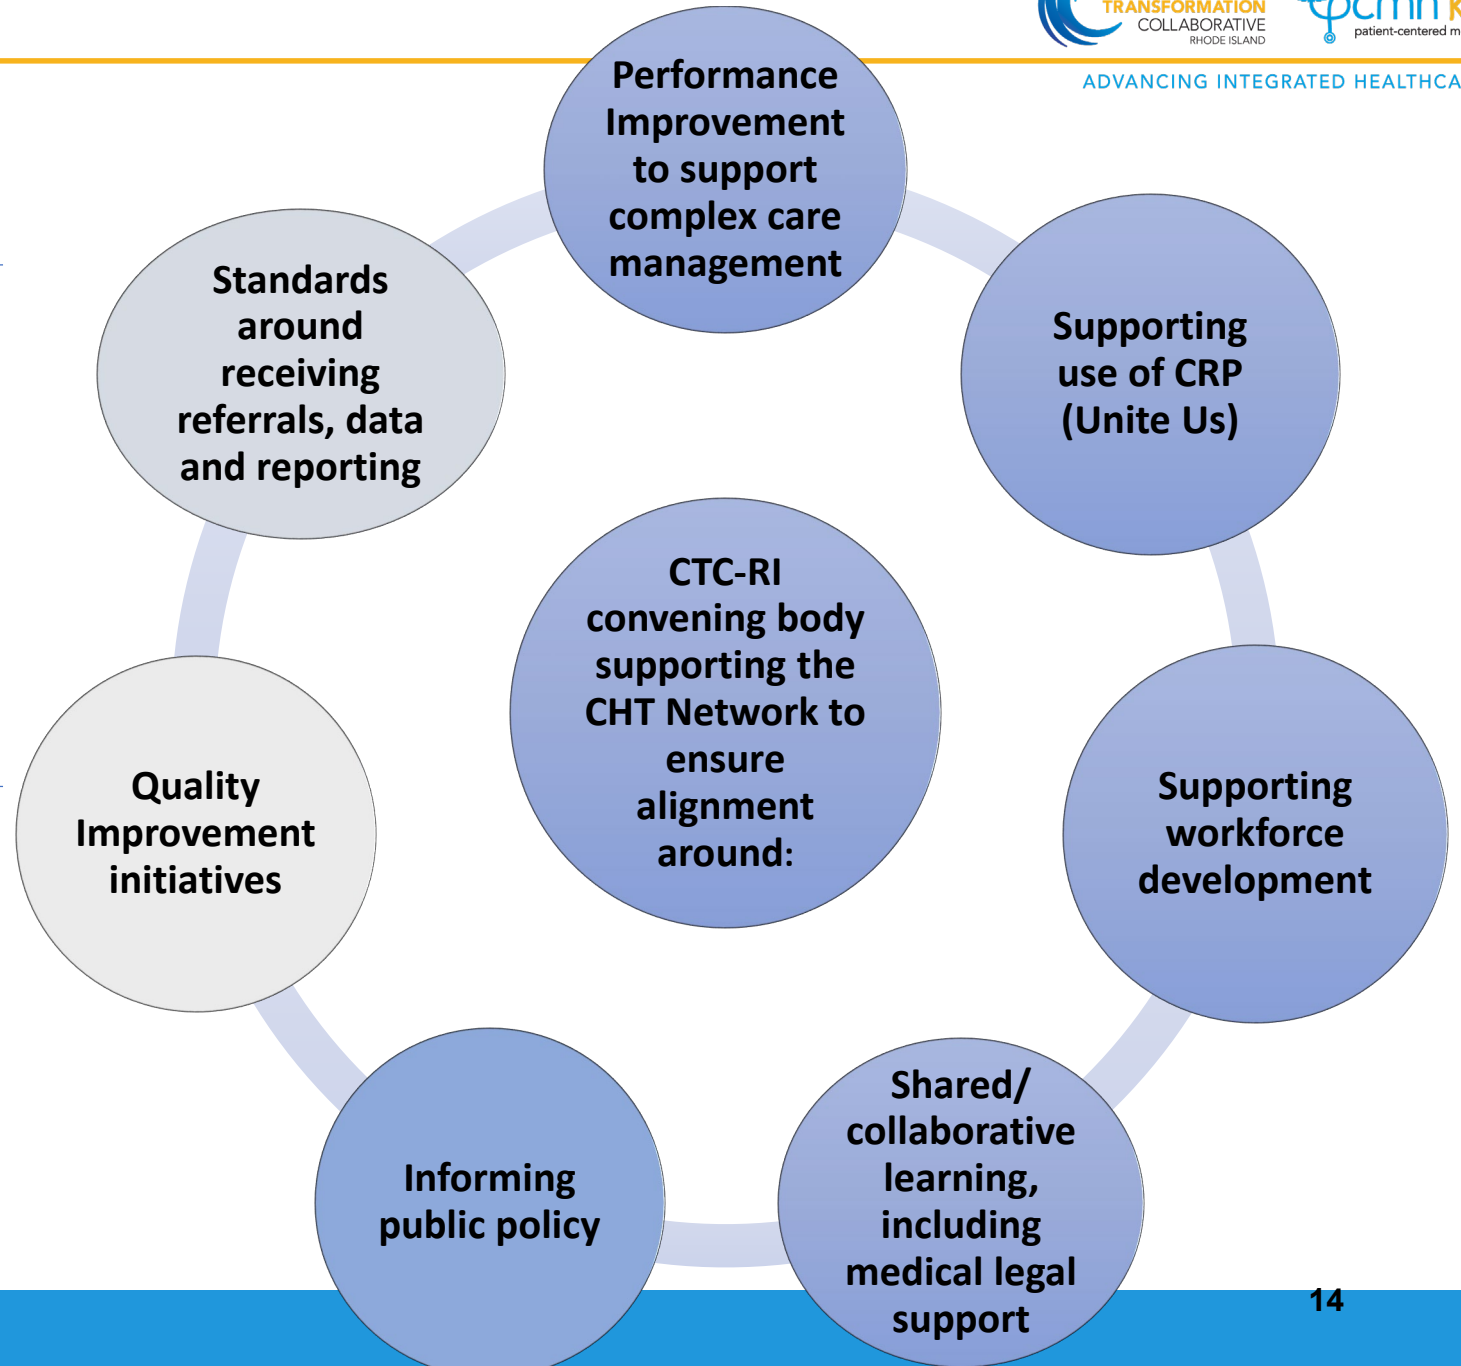 TRANSFORMATION
COLLABORATIVE
RHODE ISLAND
pcmh
patient-centered
ADVANCING INTEGRATED
Performance
Improvement
to support
complex care
management
Supporting
use of CRP
(Unite Us)
Supporting
workforce
development
Shared/
collaborative
learning,
including
medical legal
support
Informing
public policy
Quality
Improvement
initiatives
Standards
around
receiving
referrals, data
and reporting
CTC-RI
convening body
supporting the
CHT Network to
ensure
alignment
around:
14